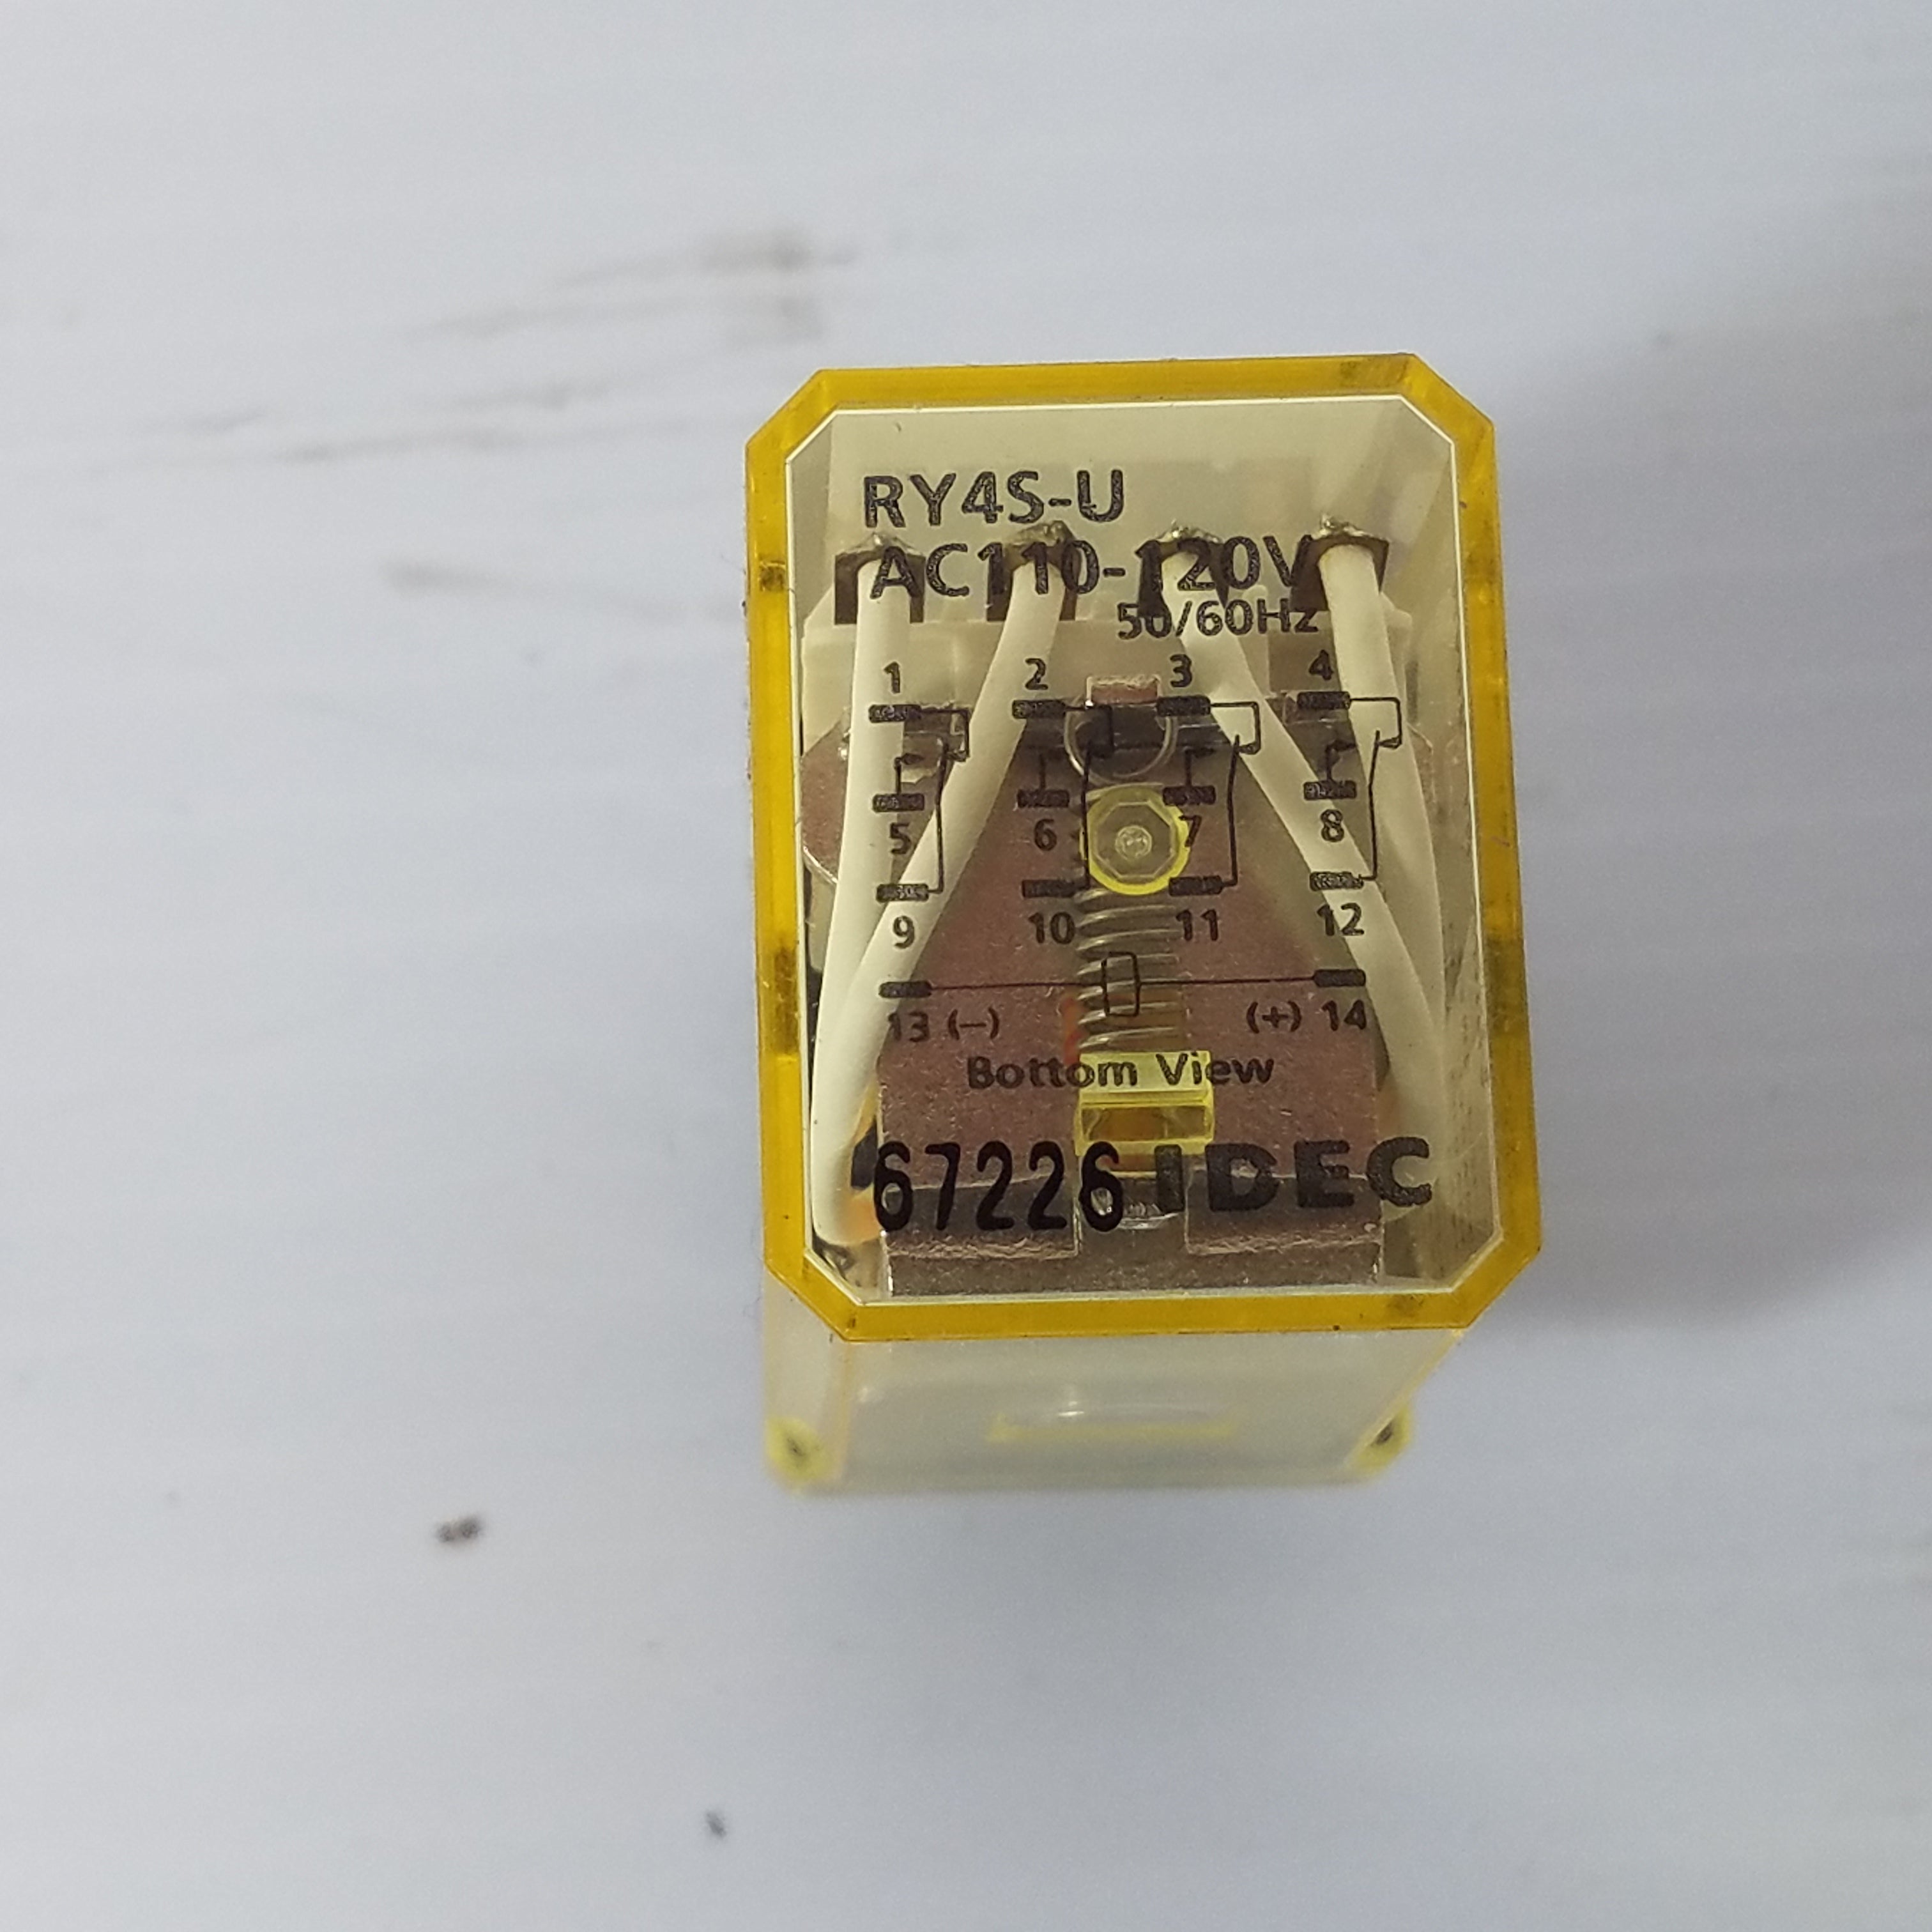 RY4S-U
AC110-120V
50/60Hz
1 2 3 4
5 6 7 8
9 10 11 12
13 (–) (+) 14
Bottom View
67226 IDEC